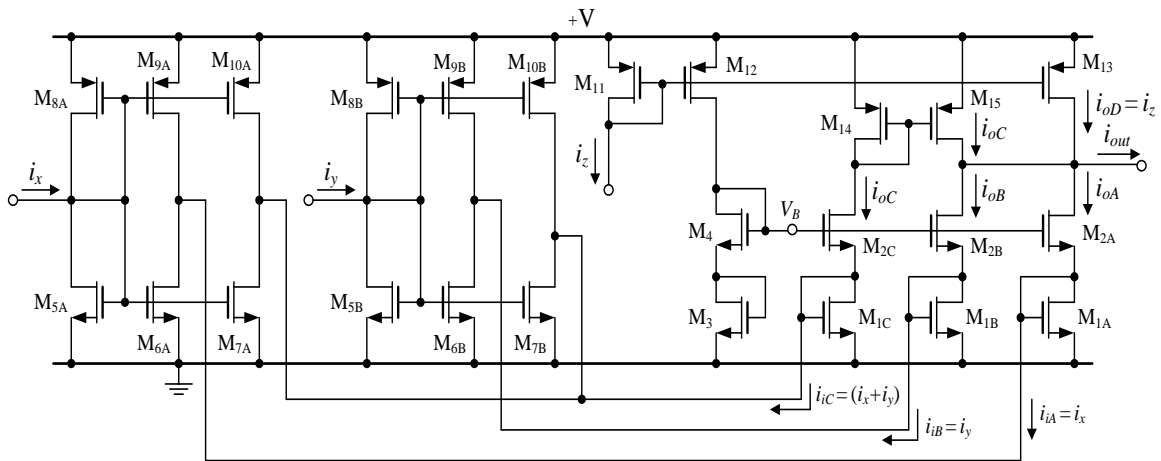 +V
M9A M10A M9B M10B M12 M13
M8A M8B M11 M15
M14 ioC ioD=iz
iout
ix iy iz
ioC ioB ioA
VB
M4 M2C M2B M2A
M5A M5B M3 M1C M1B M1A
M6A M7A M6B M7B
iiC=(ix+iy)
iiB=iy iiA=ix